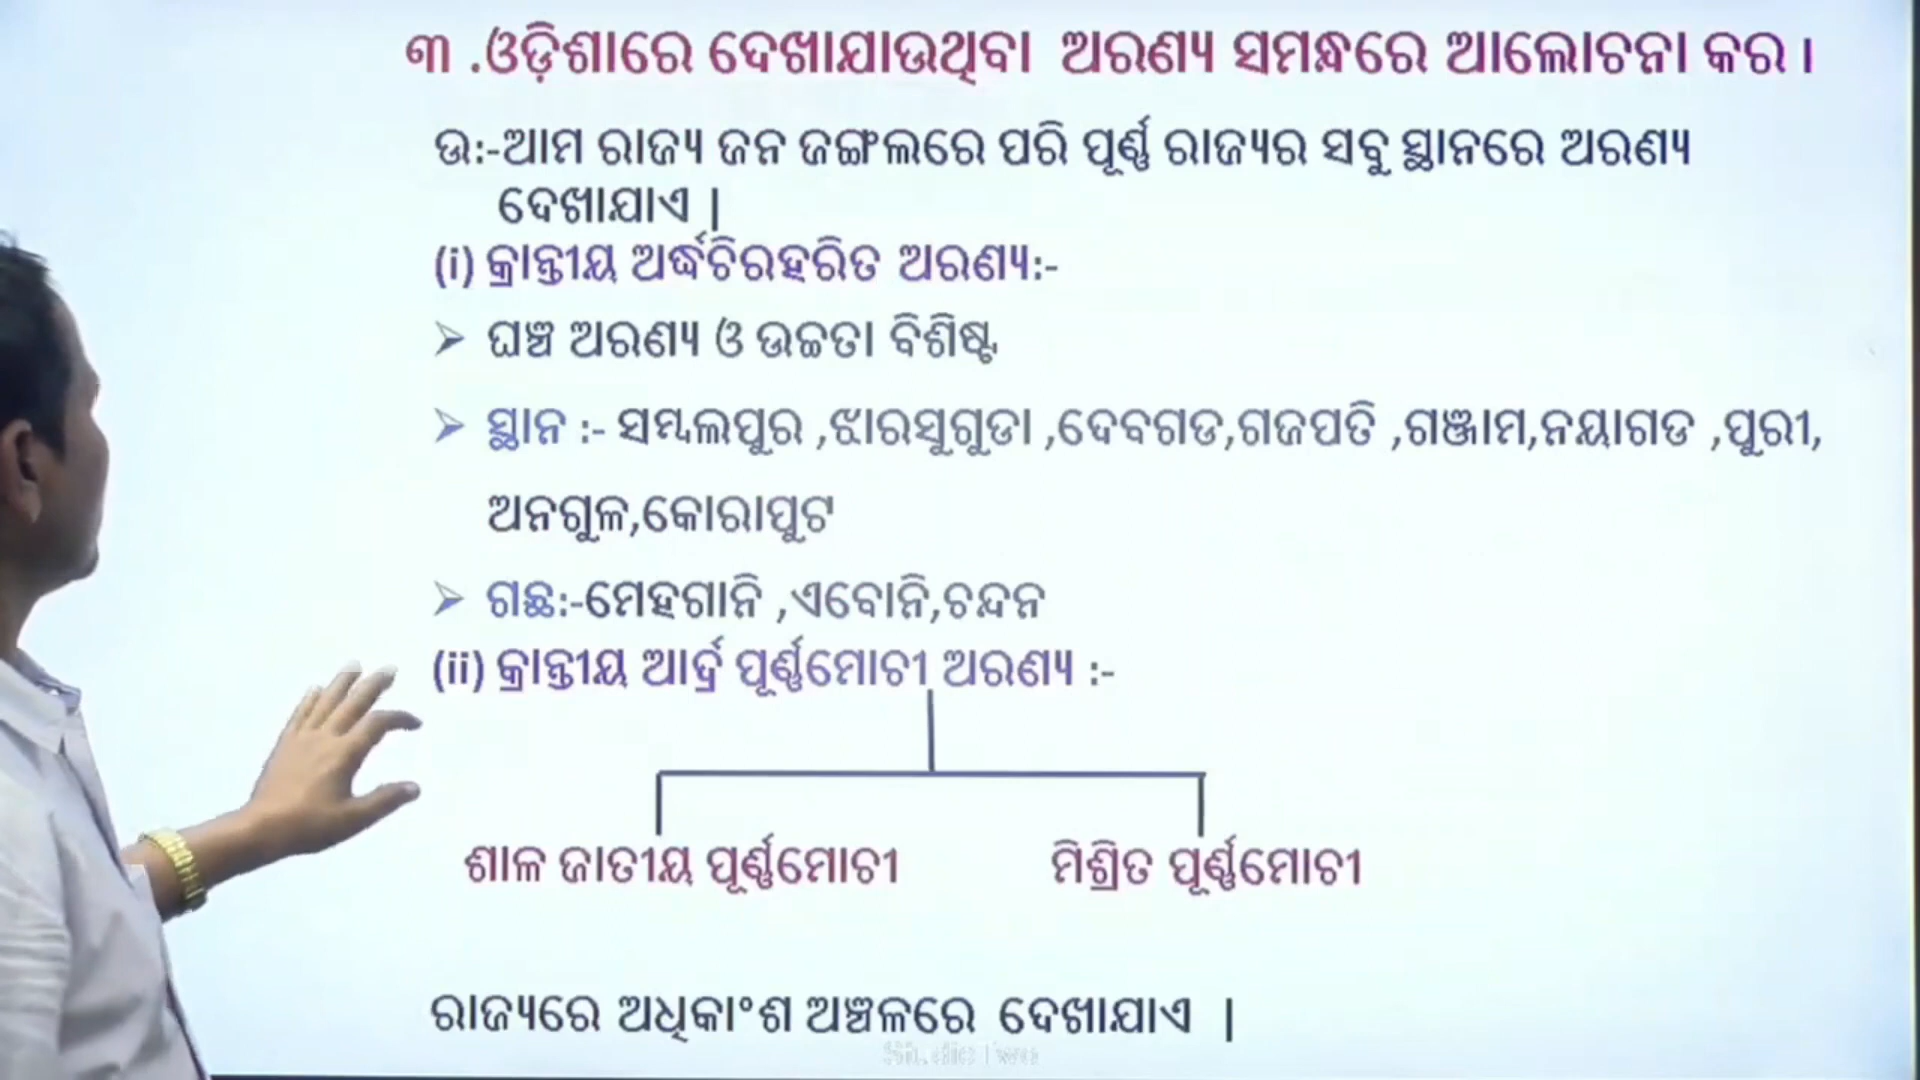 ୩ .ଓଡ଼ିଶାରେ ଦେଖାଯାଉଥିବା ଅରଣ୍ୟ ସମନ୍ଧରେ ଆଲୋଚନା କର ।
ଉ:-ଆମ ରାଜ୍ୟ ଜନ ଜଙ୍ଗଲରେ ପରି ପୂର୍ଣ୍ଣ ରାଜ୍ୟର ସବୁ ସ୍ଥାନରେ ଅରଣ୍ୟ
ଦେଖାଯାଏ |
(i) କ୍ରାନ୍ତୀୟ ଅର୍ଦ୍ଧଚିରହରିତ ଅରଣ୍ୟ:-
➢ ଘଞ୍ଚ ଅରଣ୍ୟ ଓ ଉଚ୍ଚତା ବିଶିଷ୍ଟ
➢ ସ୍ଥାନ :- ସମ୍ବଲପୁର ,ଝାରସୁଗୁଡା ,ଦେବଗଡ,ଗଜପତି ,ଗଞ୍ଜାମ,ନୟାଗଡ ,ପୁରୀ,
ଅନଗୁଳ,କୋରାପୁଟ
➢ ଗଛ:-ମେହଗାନି ,ଏବୋନି,ଚନ୍ଦନ
(ii) କ୍ରାନ୍ତୀୟ ଆର୍ଦ୍ର ପୂର୍ଣ୍ଣମୋଚୀ ଅରଣ୍ୟ :-
ଶାଳ ଜାତୀୟ ପୂର୍ଣ୍ଣମୋଚୀ ମିଶ୍ରିତ ପୂର୍ଣ୍ଣମୋଚୀ
ରାଜ୍ୟରେ ଅଧିକାଂଶ ଅଞ୍ଚଳରେ ଦେଖାଯାଏ |